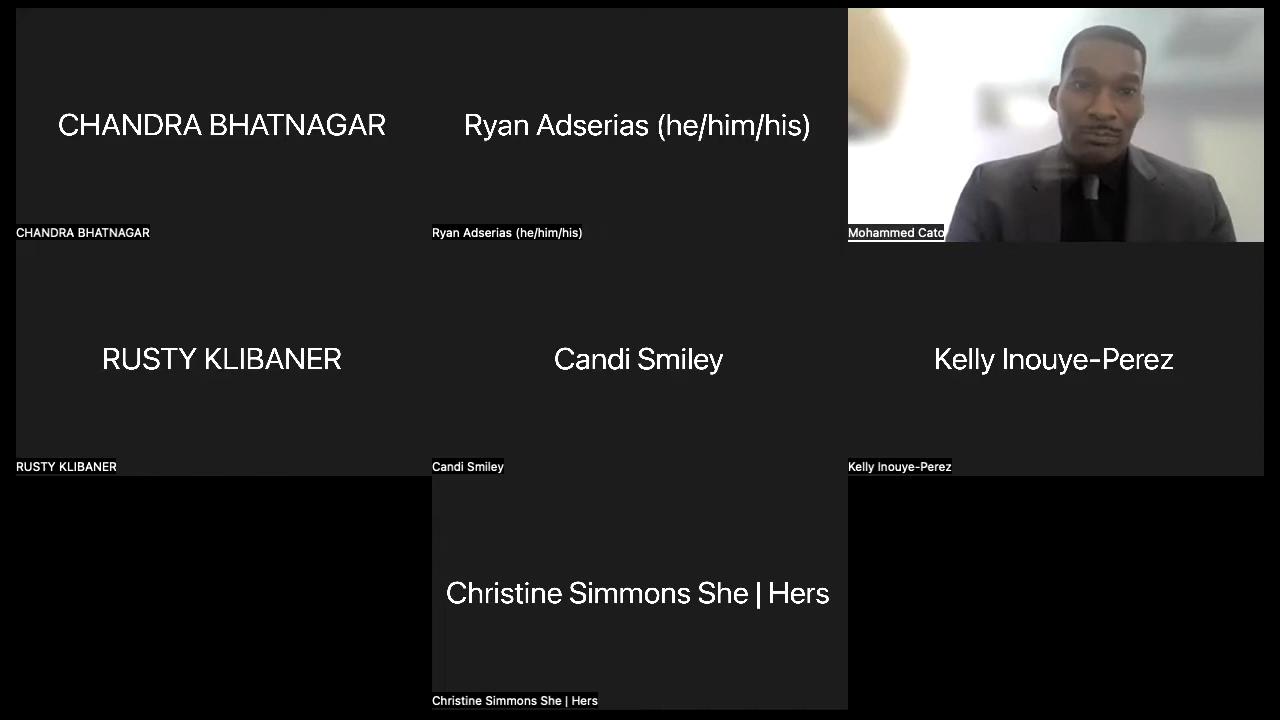 CHANDRA BHATNAGAR
Ryan Adserias (he/him/his)
CHANDRA BHATNAGAR
Ryan Adserias (he/him/his)
Mohammed Cato
RUSTY KLIBANER
Candi Smiley
Kelly Inouye-Perez
RUSTY KLIBANER
Candi Smiley
Kelly Inouye-Perez
Christine Simmons She | Hers
Christine Simmons She | Hers